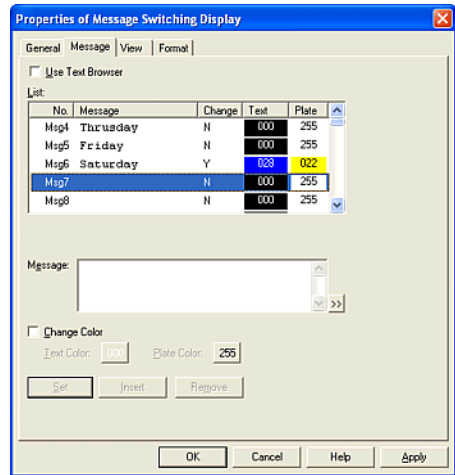 Properties of Message Switching Display
General Message View Format
Use Text Browser
List:
No. Message Change Text Plate
Msg4 Thrusday N 000 255
Msg5 Friday N 000 255
Msg6 Saturday Y 028 022
Msg7 N 000 255
Msg8 N 000 255
Message:
>>
Change Color
Text Color: 000 Plate Color: 255
Set Insert Remove
OK Cancel Help Apply